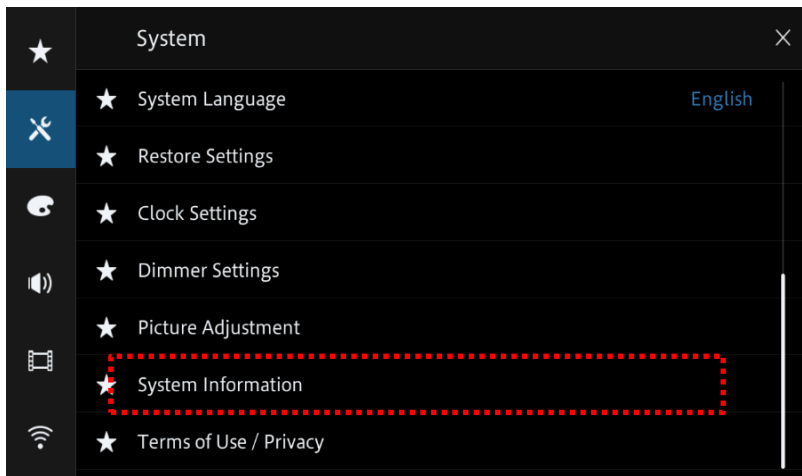 System
System Language English
Restore Settings
Clock Settings
Dimmer Settings
Picture Adjustment
System Information
Terms of Use / Privacy